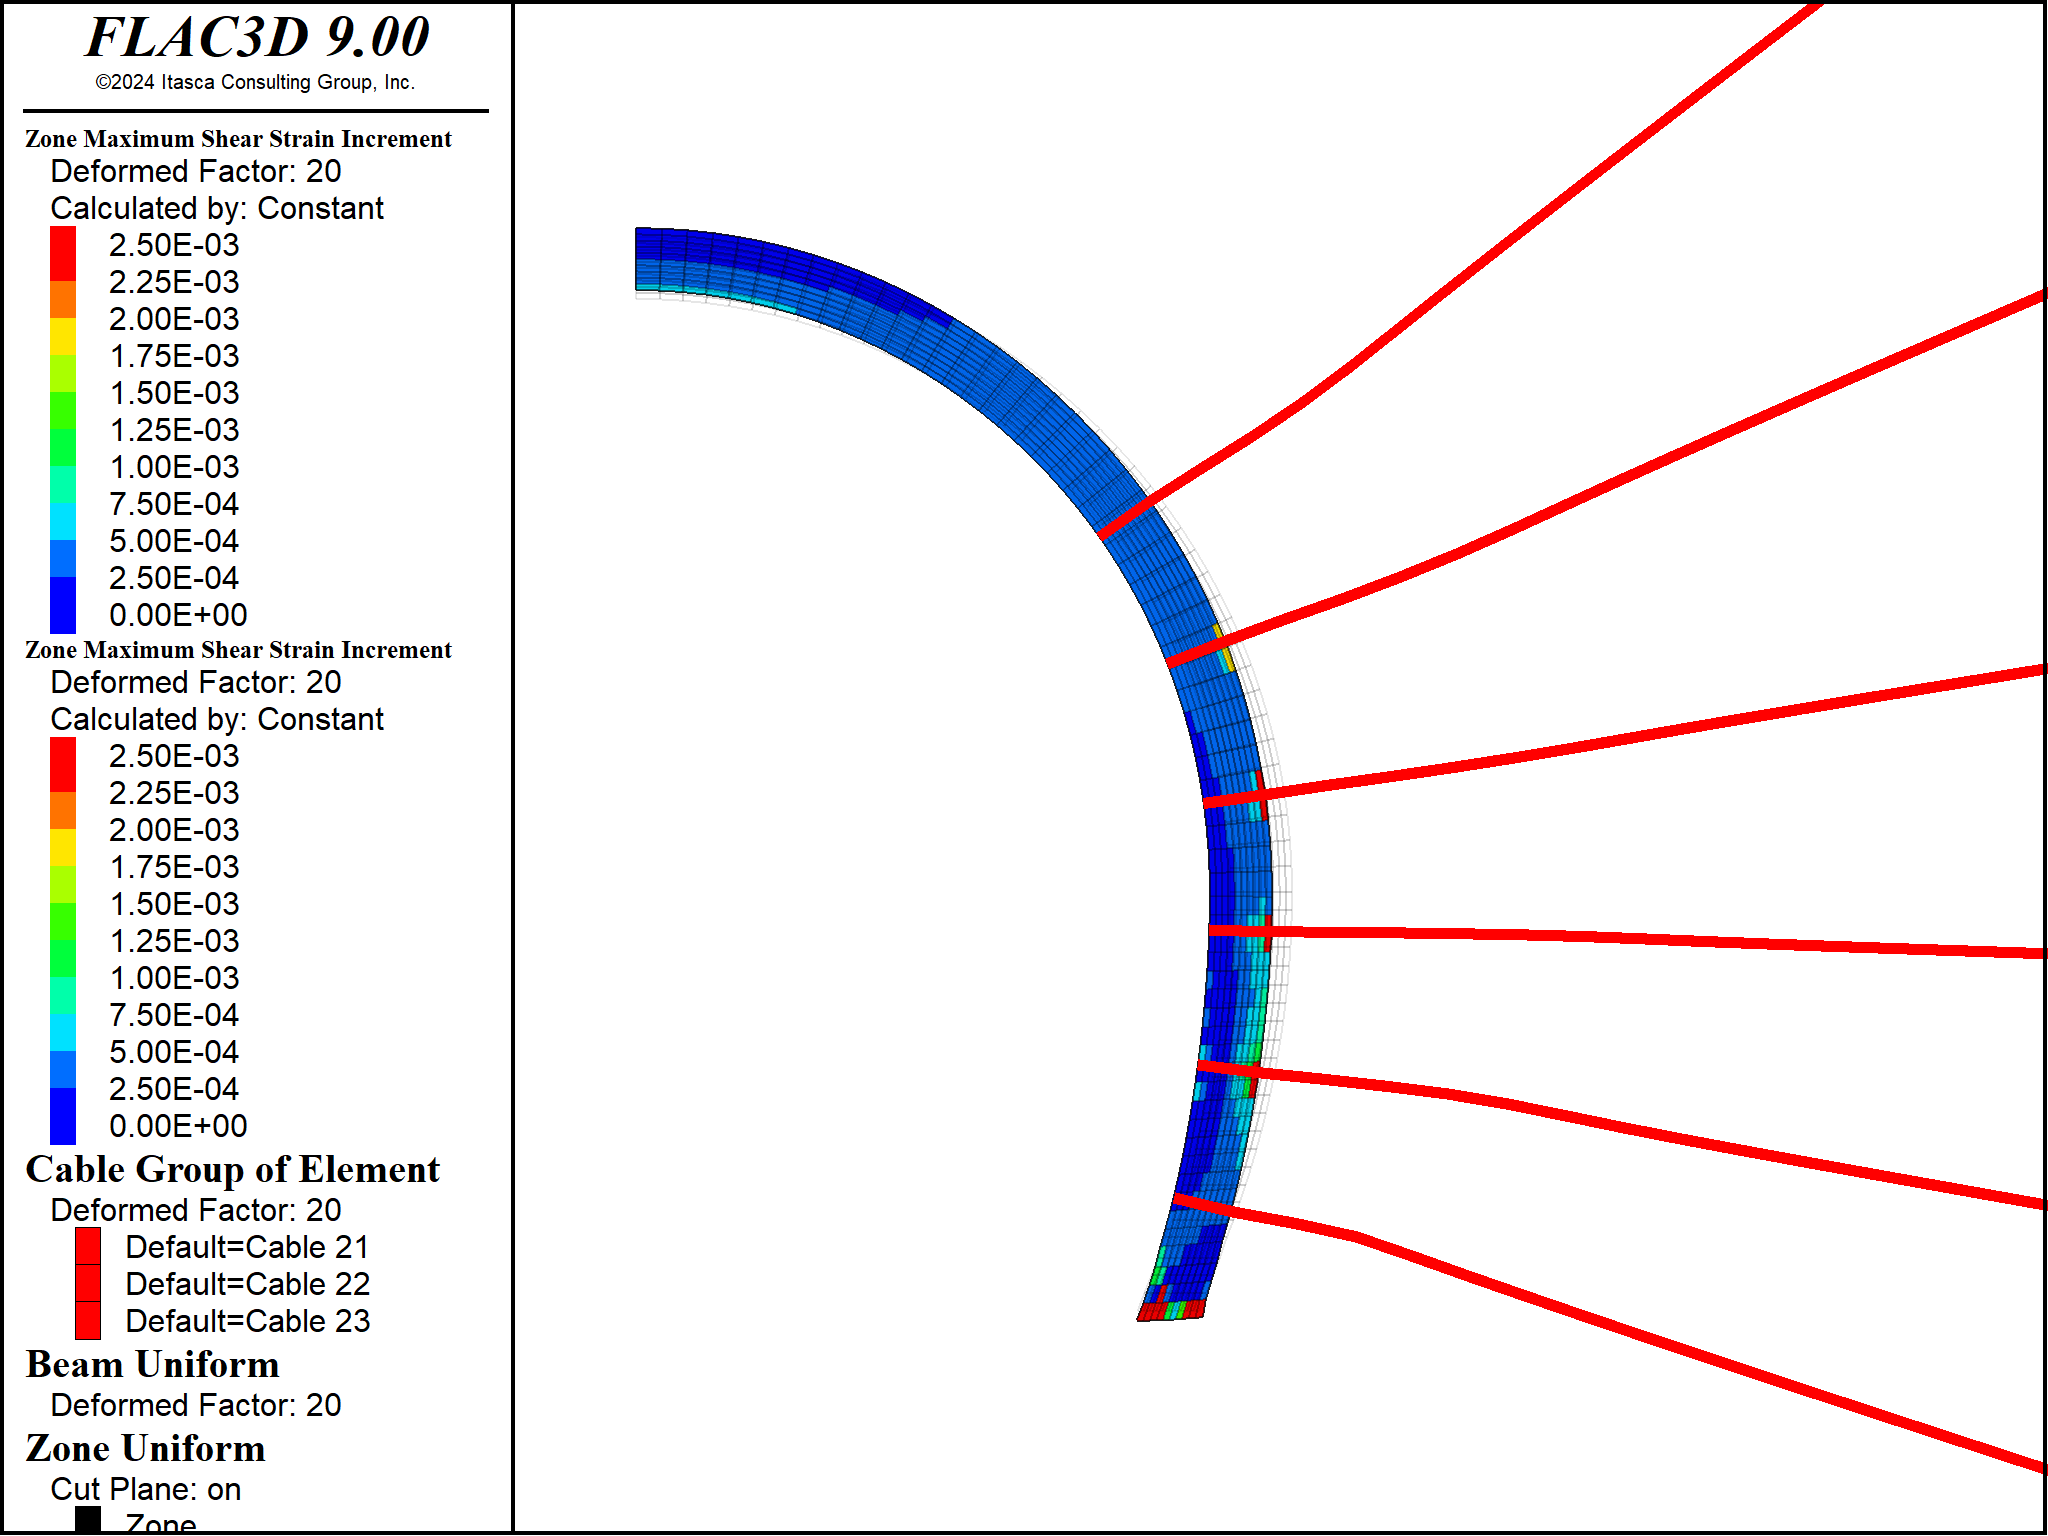 FLAC3D 9.00
©2024 Itasca Consulting Group, Inc.
Zone Maximum Shear Strain Increment
Deformed Factor: 20
Calculated by: Constant
2.50E-03
2.25E-03
2.00E-03
1.75E-03
1.50E-03
1.25E-03
1.00E-03
7.50E-04
5.00E-04
2.50E-04
0.00E+00
Zone Maximum Shear Strain Increment
Deformed Factor: 20
Calculated by: Constant
2.50E-03
2.25E-03
2.00E-03
1.75E-03
1.50E-03
1.25E-03
1.00E-03
7.50E-04
5.00E-04
2.50E-04
0.00E+00
Cable Group of Element
Deformed Factor: 20
Default=Cable 21
Default=Cable 22
Default=Cable 23
Beam Uniform
Deformed Factor: 20
Zone Uniform
Cut Plane: on
Zone